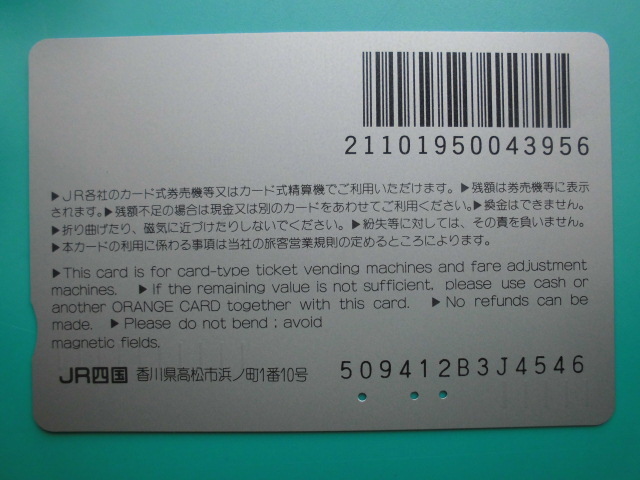 21101950043956
▶JR各社のカード式券売機等又はカード式精算機でご利用いただけます。▶残額は券売機等に表示
されます。▶残額不足の場合は現金又は別のカードをあわせてご利用ください。▶換金はできません。
▶折り曲げたり、磁気に近づけたりしないでください。▶紛失等に対しては、その責を負いません。
▶本カードの利用に係わる事項は当社の旅客営業規則の定めるところによります。
▶This card is for card-type ticket vending machines and fare adjustment
machines. ▶If the remaining value is not sufficient, please use cash or
another ORANGE CARD together with this card. ▶No refunds can be
made. ▶Please do not bend; avoid
magnetic fields.
JR四国 香川県高松市浜ノ町1番10号
509412B3J4546